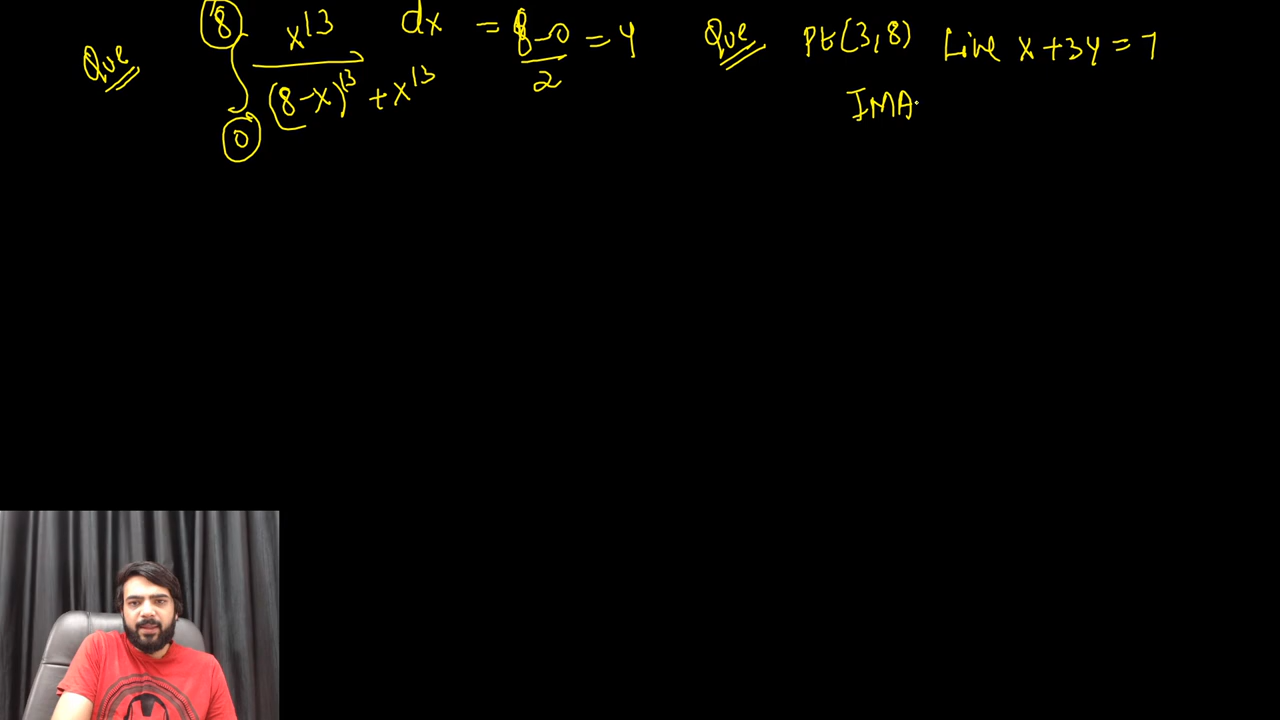 Que ∫₀⁸ x¹³ / ((8-x)¹³ + x¹³) dx = 8-0 / 2 = 4
Que Pt(3,8) Line x+3y=7
IMA